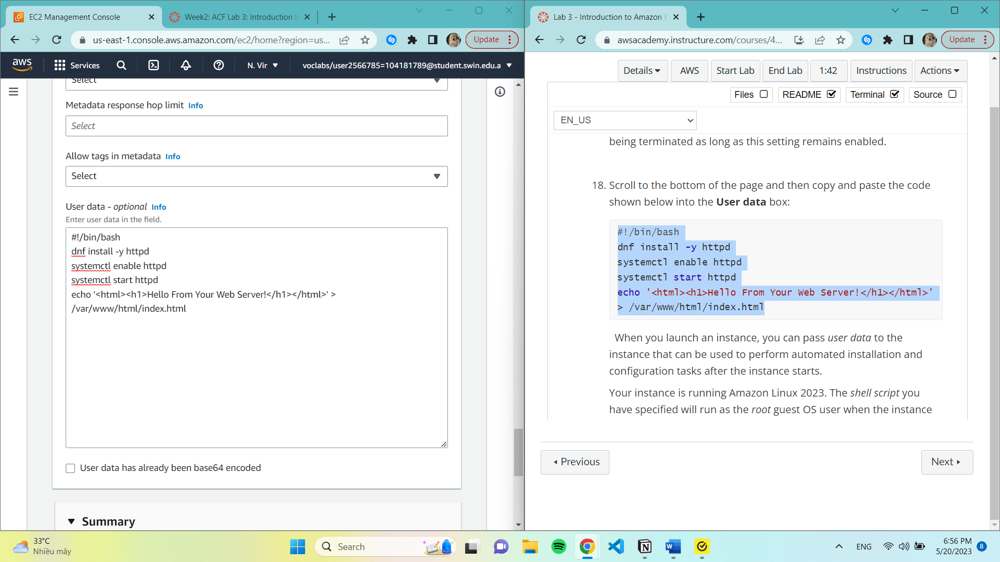 EC2 Management Console
Week2: ACF Lab 3: Introduction t
us-east-1.console.aws.amazon.com/ec2/home?region=us...
Update
aws
Services
N. Vir
voclabs/user2566785=104181789@student.swin.edu.a
Select
Metadata response hop limit Info
Select
Allow tags in metadata Info
Select
User data - optional Info
Enter user data in the field.
#!/bin/bash
dnf install -y httpd
systemctl enable httpd
systemctl start httpd
echo '<html><h1>Hello From Your Web Server!</h1></html>' >
/var/www/html/index.html
User data has already been base64 encoded
Summary
Lab 3 - Introduction to Amazon E
awsacademy.instructure.com/courses/4...
Update
Details
AWS
Start Lab
End Lab
1:42
Instructions
Actions
Files
README
Terminal
Source
EN_US
being terminated as long as this setting remains enabled.
18. Scroll to the bottom of the page and then copy and paste the code
shown below into the User data box:
#!/bin/bash
dnf install -y httpd
systemctl enable httpd
systemctl start httpd
echo '<html><h1>Hello From Your Web Server!</h1></html>'
> /var/www/html/index.html
When you launch an instance, you can pass user data to the
instance that can be used to perform automated installation and
configuration tasks after the instance starts.
Your instance is running Amazon Linux 2023. The shell script you
have specified will run as the root guest OS user when the instance
Previous
Next
33°C
Nhiều mây
Search
ENG
6:56 PM
5/20/2023
8